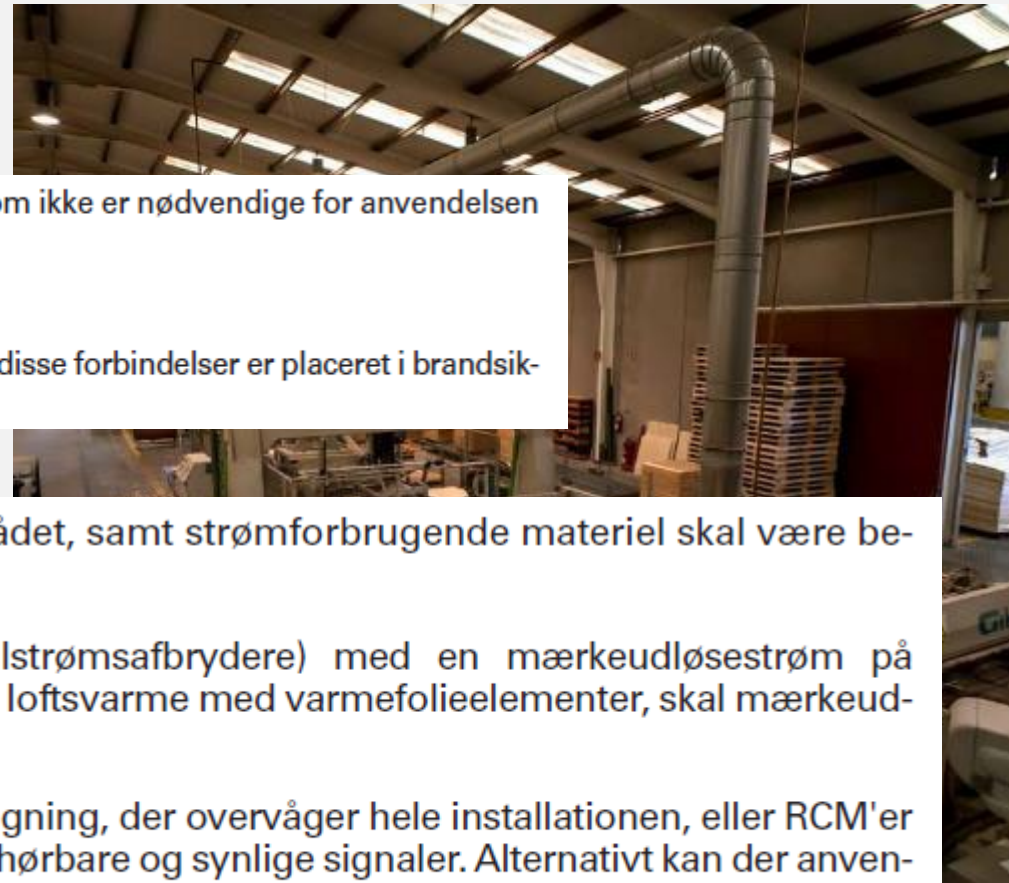 om ikke er nødvendige for anvendelsen
disse forbindelser er placeret i brandsik-
ådet, samt strømforbrugende materiel skal være be-
lstrømsafbrydere) med en mærkeudløsestrøm på
loftsvarme med varmefolieelementer, skal mærkeud-
gning, der overvåger hele installationen, eller RCM'er
hørbare og synlige signaler. Alternativt kan der anven-